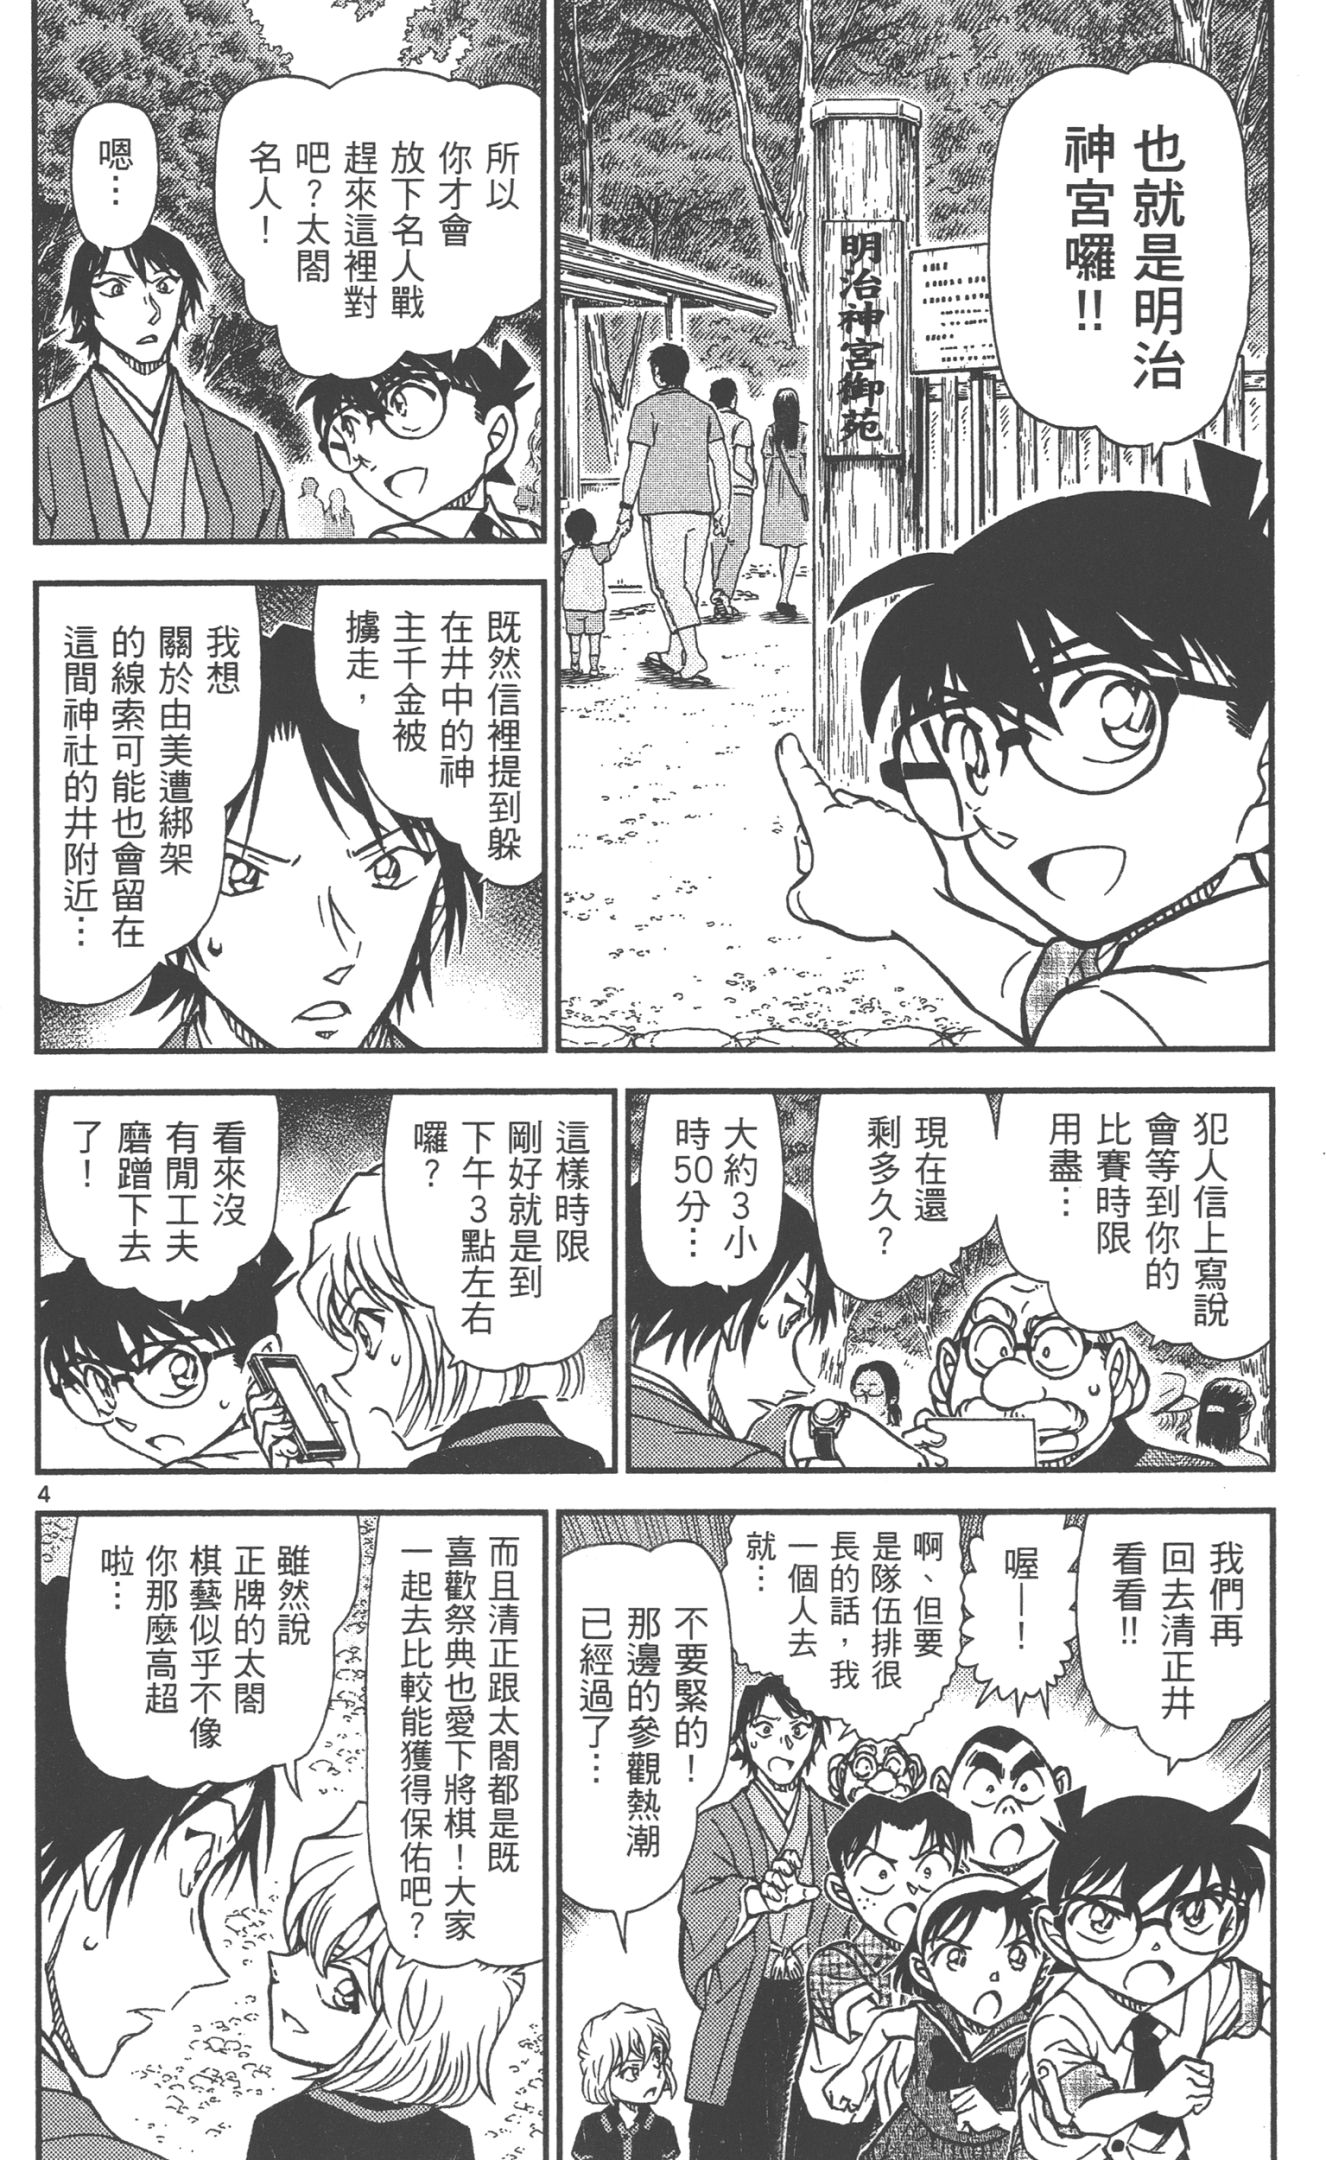 也就是明治
神宮囉!!
明治神宮御苑
所以
你才會
放下名人戰
趕來這裡對
吧?太閤
名人!
嗯…
既然信裡提到躲
在井中的神
主千金被
擄走,
我想
關於由美遭綁架
的線索可能也會留在
這間神社的井附近…
犯人信上寫說
會等到你的
比賽時限
用盡…
現在還
剩多久?
大約3小
時50分…
這樣時限
剛好就是到
下午3點左右
囉?
看來沒
有閒工夫
磨蹭下去
了!
我們再
回去清正井
看看!!
喔──!
啊、但要
是隊伍排很
長的話,我
一個人去
就…
不要緊的!
那邊的參觀熱潮
已經過了…
而且清正跟太閤都是既
喜歡祭典也愛下將棋!大家
一起去比較能獲得保佑吧?
雖然說
正牌的太閤
棋藝似乎不像
你那麼高超
啦…
4